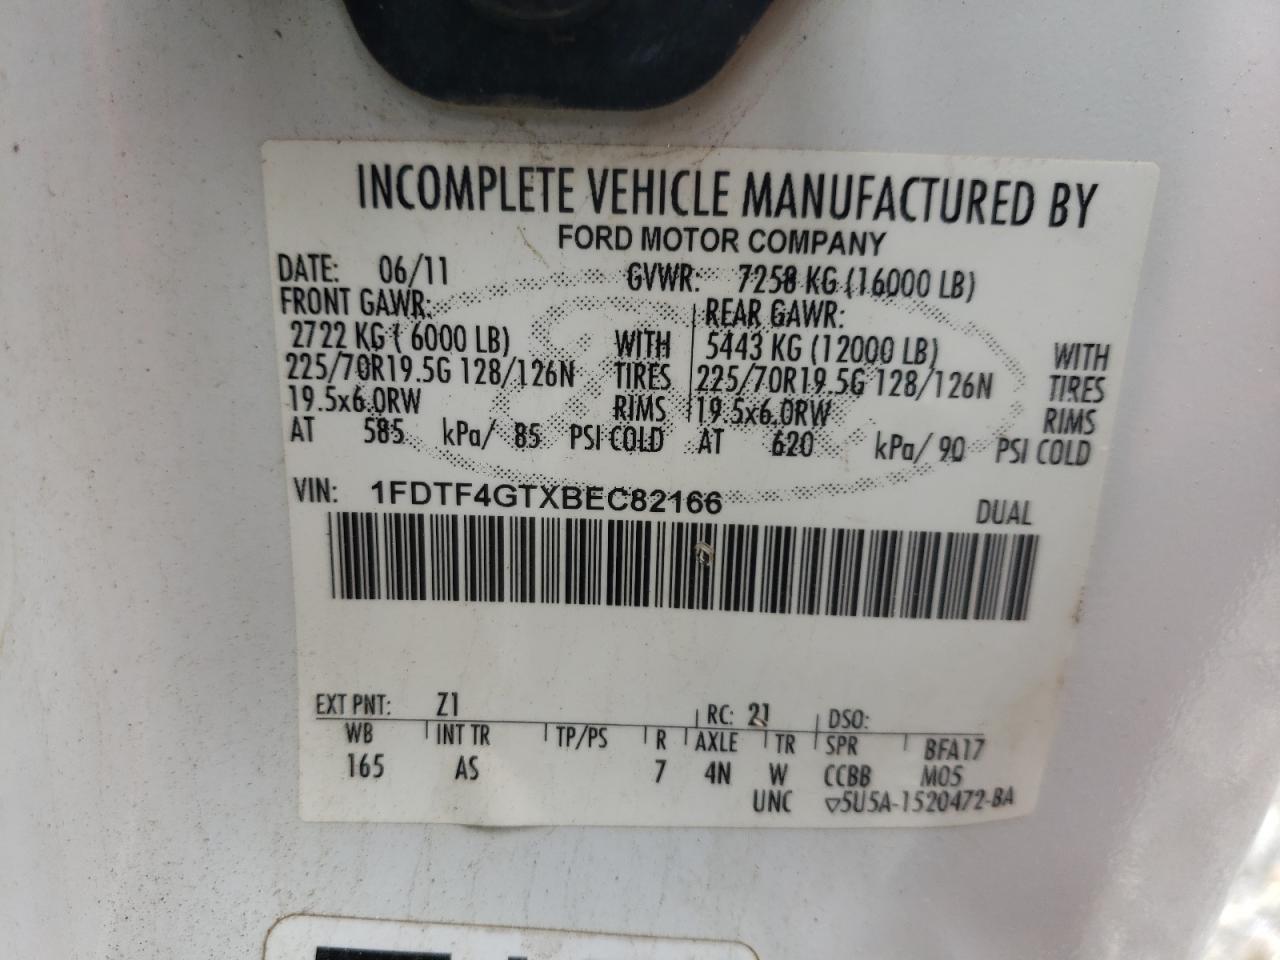 INCOMPLETE VEHICLE MANUFACTURED BY
FORD MOTOR COMPANY
DATE: 06/11 GVWR: 7258 KG (16000 LB)
FRONT GAWR: REAR GAWR:
2722 KG ( 6000 LB) WITH 5443 KG (12000 LB) WITH
225/70R19.5G 128/126N TIRES 225/70R19.5G 128/126N TIRES
19.5x6.0RW RIMS 19.5x6.0RW RIMS
AT 585 kPa/ 85 PSI COLD AT 620 kPa/ 90 PSI COLD
VIN: 1FDTF4GTXBEC82166 DUAL
EXT PNT: Z1 RC: 21 DSO:
WB INT TR TP/PS R AXLE TR SPR BFA17
165 AS 7 4N W CCBB M05
UNC ▽5U5A-1520472-BA